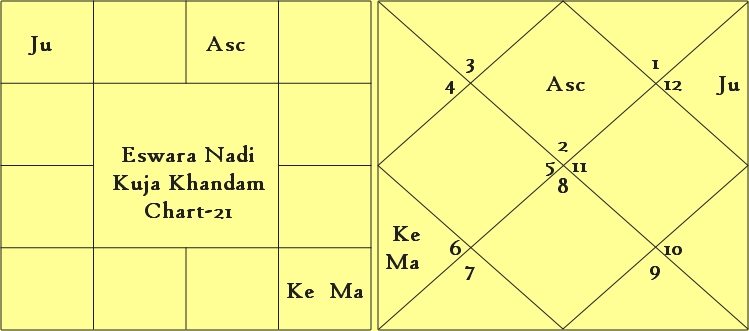 Ju
Asc
Eswara Nadi
Kuja Khandam
Chart-21
Ke Ma
3
4
Asc
1
12
Ju
2
5
11
8
Ke
Ma
6
7
10
9